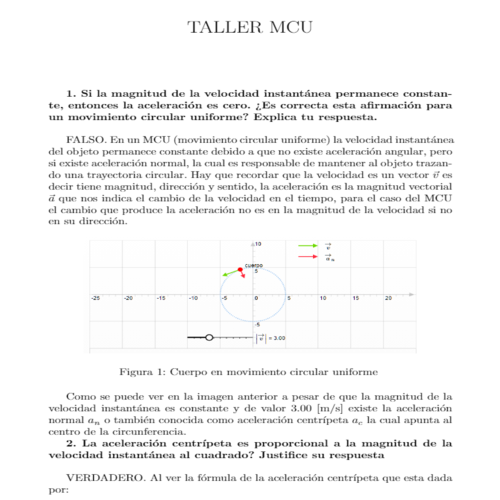 TALLER MCU
1. Si la magnitud de la velocidad instantánea permanece constan-
te, entonces la aceleración es cero. ¿Es correcta esta afirmación para
un movimiento circular uniforme? Explica tu respuesta.
FALSO. En un MCU (movimiento circular uniforme) la velocidad instantánea
del objeto permanece constante debido a que no existe aceleración angular, pero
si existe aceleración normal, la cual es responsable de mantener al objeto trazan-
do una trayectoria circular. Hay que recordar que la velocidad es un vector v⃗ es
decir tiene magnitud, dirección y sentido, la aceleración es la magnitud vectorial
a⃗ que nos indica el cambio de la velocidad en el tiempo, para el caso del MCU
el cambio que produce la aceleración no es en la magnitud de la velocidad si no
en su dirección.
10
v⃗
a⃗ₙ
cuerpo
5
-25 -20 -15 -10 -5 0 5 10 15 20
-5
|v⃗| = 3.00
Figura 1: Cuerpo en movimiento circular uniforme
Como se puede ver en la imagen anterior a pesar de que la magnitud de la
velocidad instantánea es constante y de valor 3.00 [m/s] existe la aceleración
normal aₙ o también conocida como aceleración centrípeta a_c la cual apunta al
centro de la circunferencia.
2. La aceleración centrípeta es proporcional a la magnitud de la
velocidad instantánea al cuadrado? Justifice su respuesta
VERDADERO. Al ver la fórmula de la aceleración centrípeta que esta dada
por: